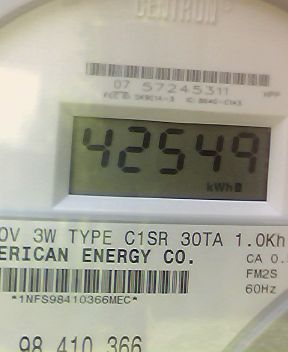 CENTRON®
07 57245311
42549
kWh
0V 3W TYPE C1SR 30TA 1.0Kh
ERICAN ENERGY CO.
CA 0.
FM2S
*1NFS98410366MEC*
60Hz
98 410 366